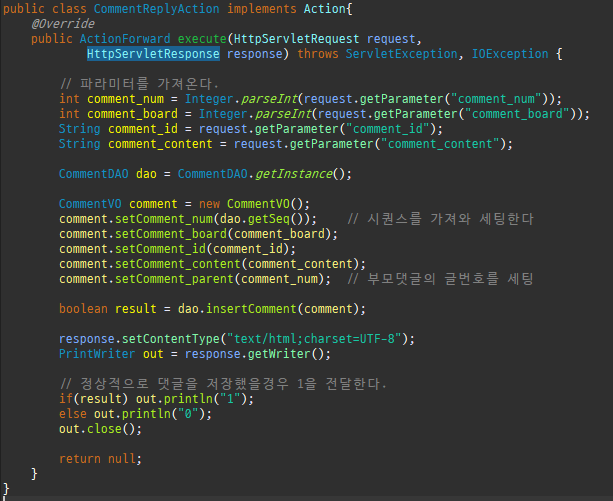 public class CommentReplyAction implements Action{
@Override
public ActionForward execute(HttpServletRequest request,
HttpServletResponse response) throws ServletException, IOException {
// 파라미터를 가져온다.
int comment_num = Integer.parseInt(request.getParameter("comment_num"));
int comment_board = Integer.parseInt(request.getParameter("comment_board"));
String comment_id = request.getParameter("comment_id");
String comment_content = request.getParameter("comment_content");
CommentDAO dao = CommentDAO.getInstance();
CommentVO comment = new CommentVO();
comment.setComment_num(dao.getSeq()); // 시퀀스를 가져와 세팅한다
comment.setComment_board(comment_board);
comment.setComment_id(comment_id);
comment.setComment_content(comment_content);
comment.setComment_parent(comment_num); // 부모댓글의 글번호를 세팅
boolean result = dao.insertComment(comment);
response.setContentType("text/html;charset=UTF-8");
PrintWriter out = response.getWriter();
// 정상적으로 댓글을 저장했을경우 1을 전달한다.
if(result) out.println("1");
else out.println("0");
out.close();
return null;
}
}